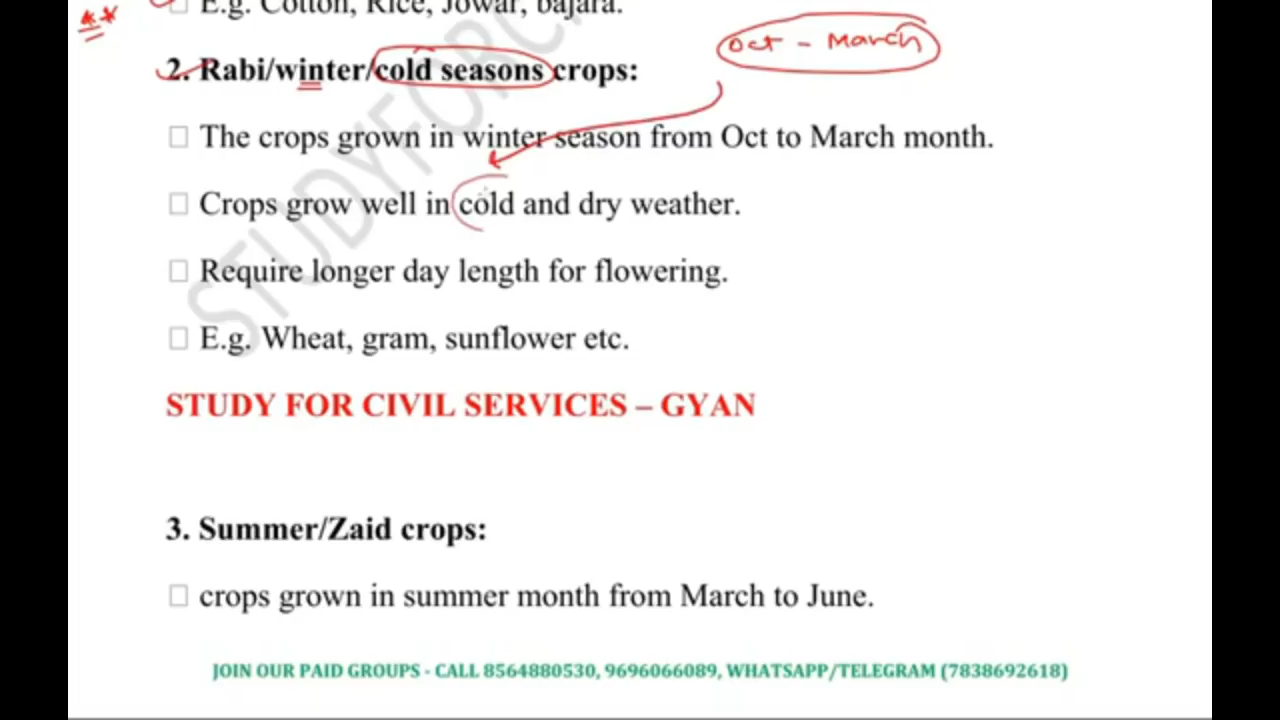 E.g. Cotton, Rice, Jowar, bajara.
Oct - March
2. Rabi/winter/cold seasons crops:
The crops grown in winter season from Oct to March month.
Crops grow well in cold and dry weather.
Require longer day length for flowering.
E.g. Wheat, gram, sunflower etc.
STUDY FOR CIVIL SERVICES – GYAN
3. Summer/Zaid crops:
crops grown in summer month from March to June.
JOIN OUR PAID GROUPS - CALL 8564880530, 9696066089, WHATSAPP/TELEGRAM (7838692618)
STUDYFORC